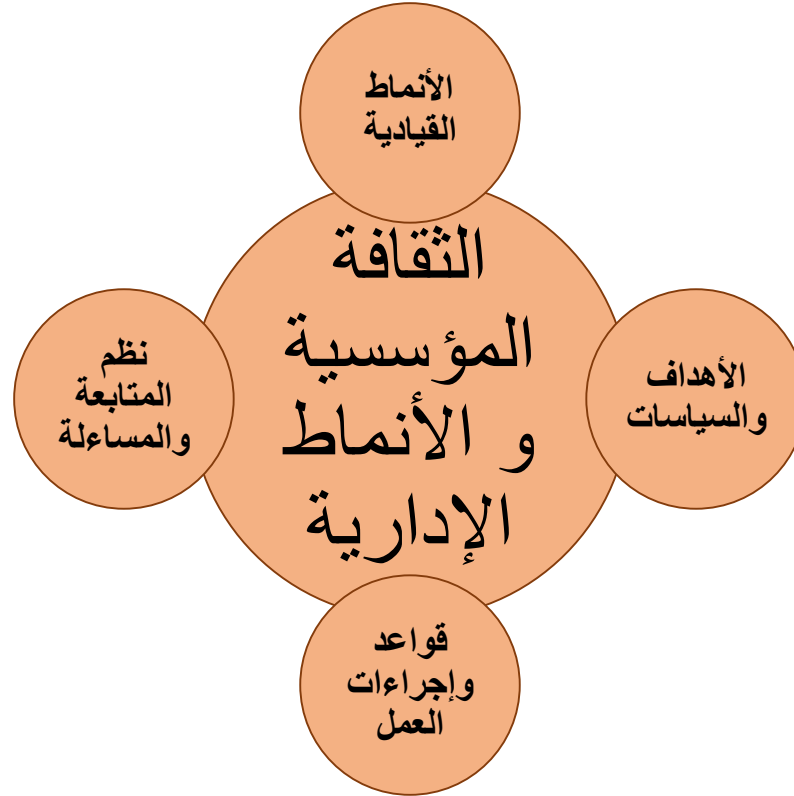 الأنماط
القيادية
الثقافة
المؤسسية
و الأنماط
الإدارية
الأهداف
والسياسات
قواعد
وإجراءات
العمل
نظم
المتابعة
والمساءلة